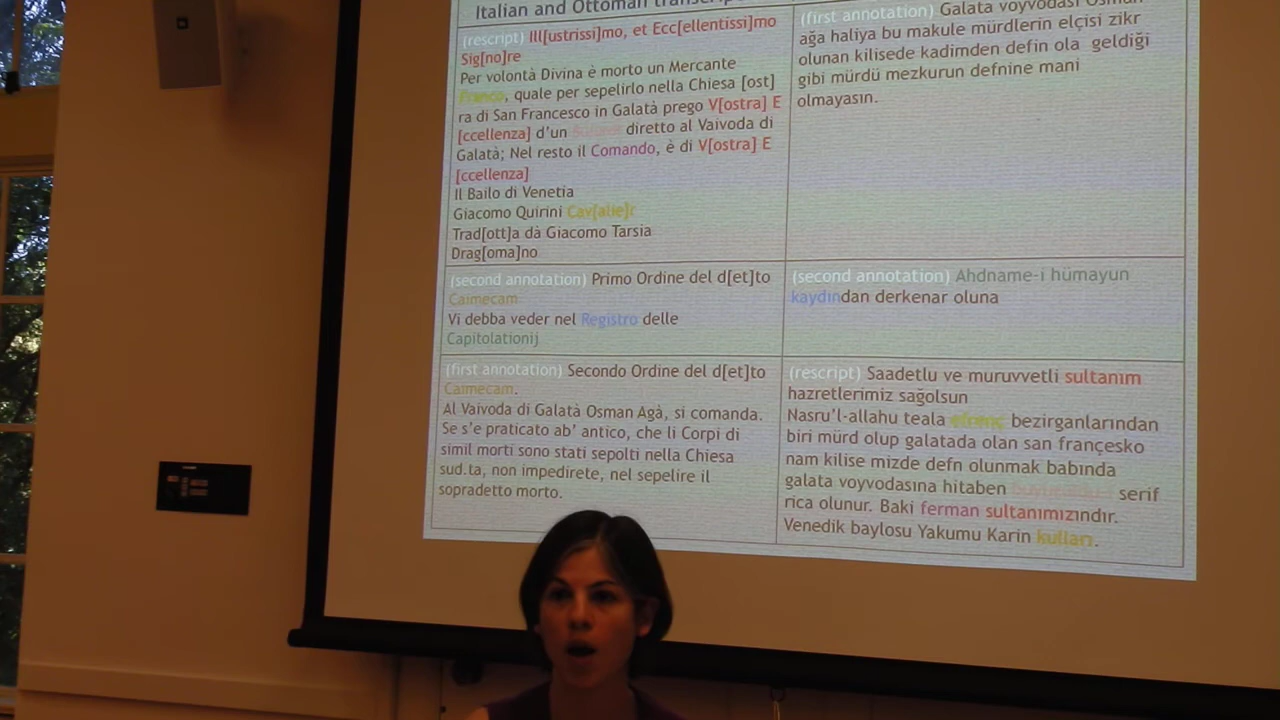 Italian and Ottoman
(rescript) Ill[ustrissi]mo, et Ecc[ellentissi]mo
Sig[no]re
Per volontà Divina è morto un Mercante
Franco, quale per sepelirlo nella Chiesa [ost]
ra di San Francesco in Galatà prego V[ostra] E
[ccellenza] d'un diretto al Vaivoda di
Galatà; Nel resto il Comando, è di V[ostra] E
[ccellenza]
Il Bailo di Venetia
Giacomo Quirini Cav[alie]r
Trad[ott]a dà Giacomo Tarsia
Drag[oma]no
(first annotation) Galata voyvodası Osman
ağa haliya bu makule mürdlerin elçisi zikr
olunan kilisede kadimden defin ola geldiği
gibi mürdü mezkurun defnine mani
olmayasın.
(second annotation) Primo Ordine del d[et]to
Caimecam
Vi debba veder nel Registro delle
Capitolationij
(second annotation) Ahdname-i hümayun
kaydından derkenar oluna
(first annotation) Secondo Ordine del d[et]to
Caimecam.
Al Vaivoda di Galatà Osman Agà, si comanda.
Se s'e praticato ab' antico, che li Corpi di
simil morti sono stati sepolti nella Chiesa
sud.ta, non impedirete, nel sepelire il
sopradetto morto.
(rescript) Saadetlu ve muruvvetli sultanım
hazretlerimiz sağolsun
Nasru'l-allahu teala efrenç bezirganlarından
biri mürd olup galatada olan san françesko
nam kilise mizde defn olunmak babında
galata voyvodasına hitaben serif
rica olunur. Baki ferman sultanımızındır.
Venedik baylosu Yakumu Karin kulları.